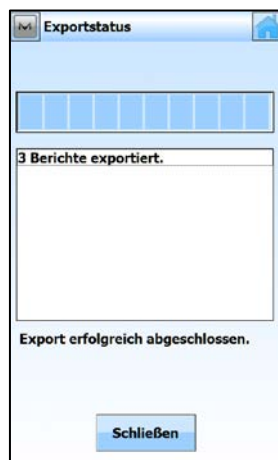 Exportstatus
3 Berichte exportiert.
Export erfolgreich abgeschlossen.
Schließen